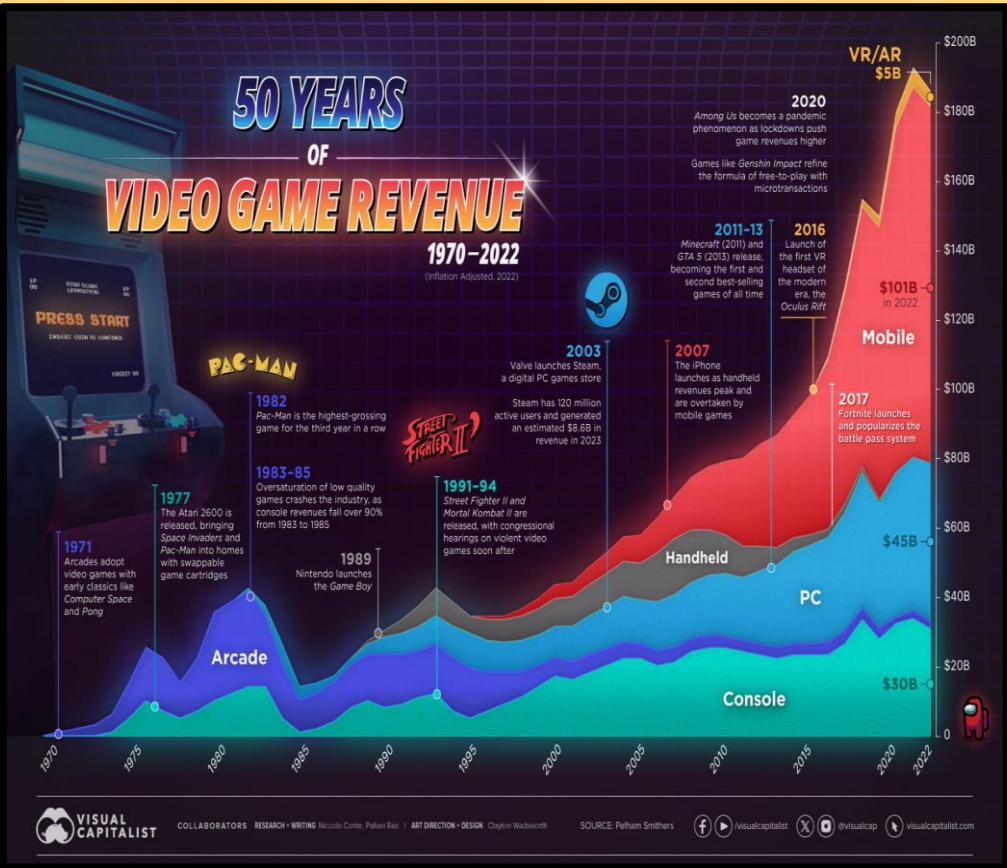 50 YEARS
OF
VIDEO GAME REVENUE
1970–2022
(Inflation Adjusted, 2022)
HIGH SCORE
PRESS START
INSERT COIN TO CONTINUE
CREDIT 00
PAC-MAN
STREET
FIGHTER II'
1971
Arcades adopt
video games with
early classics like
Computer Space
and Pong
1977
The Atari 2600 is
released, bringing
Space Invaders and
Pac-Man into homes
with swappable
game cartridges
1982
Pac-Man is the highest-grossing
game for the third year in a row
1983–85
Oversaturation of low quality
games crashes the industry, as
console revenues fall over 90%
from 1983 to 1985
1989
Nintendo launches
the Game Boy
1991–94
Street Fighter II and
Mortal Kombat II are
released, with congressional
hearings on violent video
games soon after
2003
Valve launches Steam,
a digital PC games store
Steam has 120 million
active users and generated
an estimated $8.6B in
revenue in 2023
2007
The iPhone
launches as handheld
revenues peak and
are overtaken by
mobile games
2011–13
Minecraft (2011) and
GTA 5 (2013) release,
becoming the first and
second best-selling
games of all time
2016
Launch of
the first VR
headset of
the modern
era, the
Oculus Rift
2017
Fortnite launches
and popularizes the
battle pass system
2020
Among Us becomes a pandemic
phenomenon as lockdowns push
game revenues higher
Games like Genshin Impact refine
the formula of free-to-play with
microtransactions
VR/AR
$5B
$101B
in 2022
Mobile
Handheld
$45B
PC
Arcade
$30B
Console
$200B
$180B
$160B
$140B
$120B
$100B
$80B
$60B
$40B
$20B
0
1970
1975
1980
1985
1990
1995
2000
2005
2010
2015
2020
2022
VISUAL
CAPITALIST
COLLABORATORS RESEARCH + WRITING Niccolo Conte, Pallavi Rao | ART DIRECTION + DESIGN Clayton Wadsworth
SOURCE: Pelham Smithers
/visualcapitalist
@visualcap
visualcapitalist.com